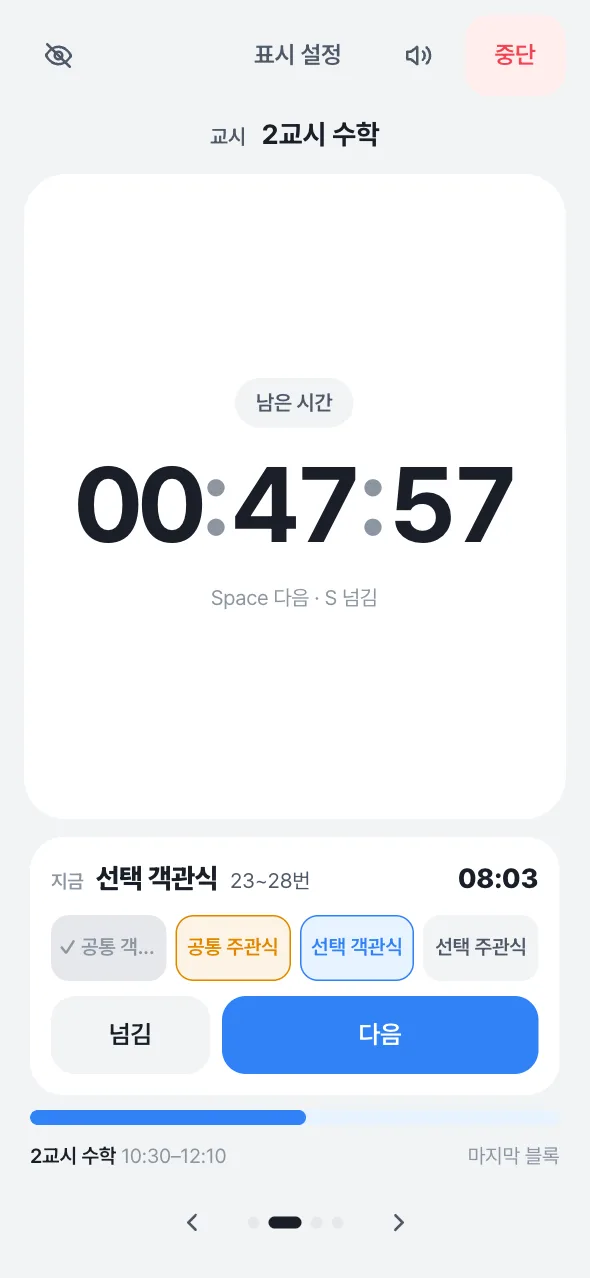 표시 설정 중단
교시 2교시 수학
남은 시간
00:47:57
Space 다음 · S 넘김
지금 선택 객관식 23~28번 08:03
공통 객... 공통 주관식 선택 객관식 선택 주관식
넘김 다음
2교시 수학 10:30–12:10 마지막 블록